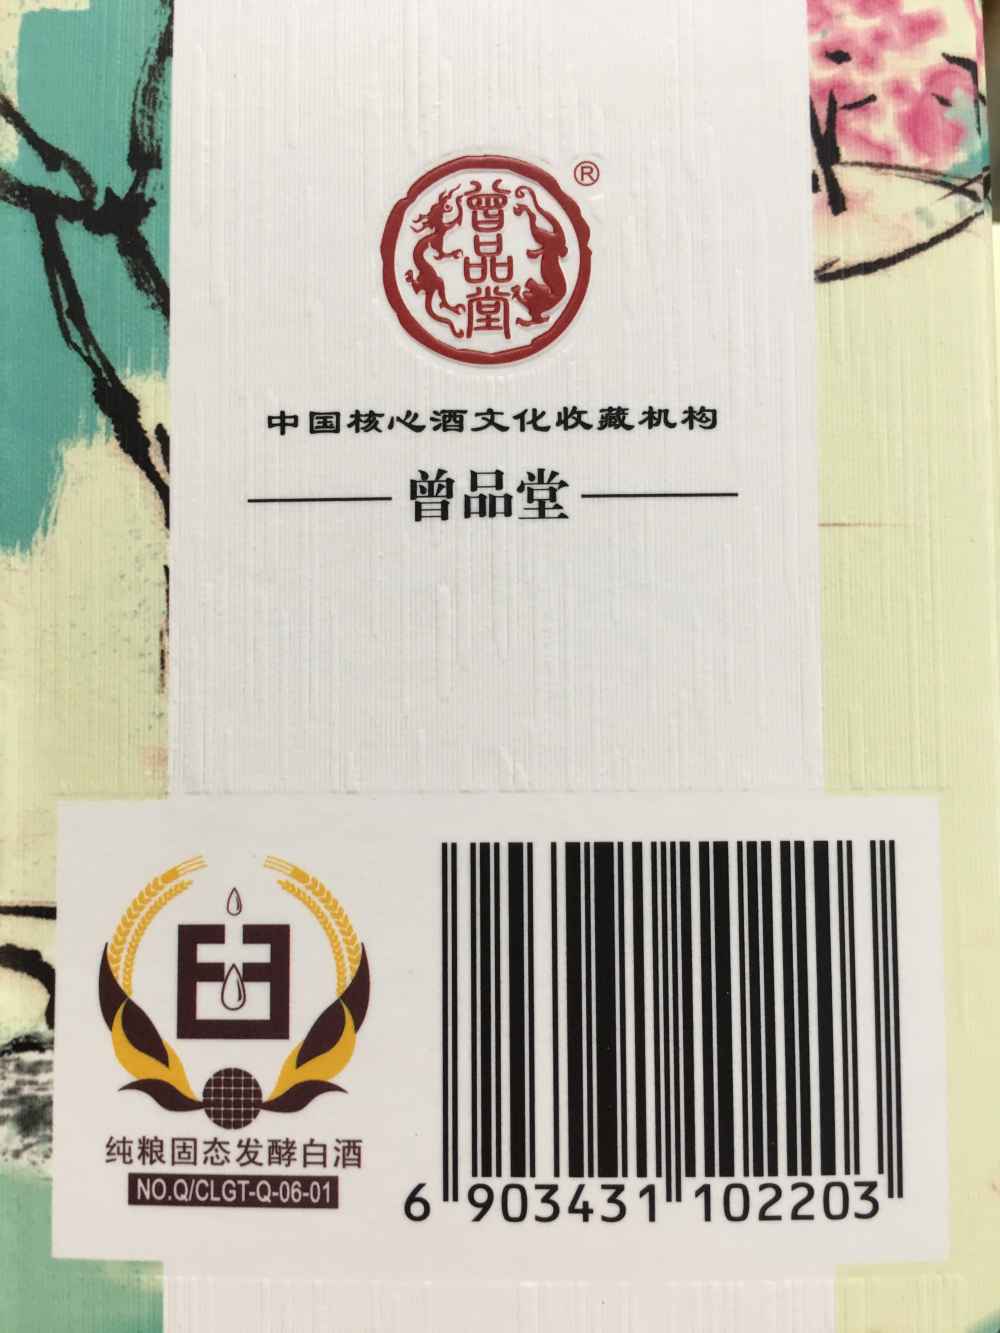 曾品堂
®
中国核心酒文化收藏机构
曾品堂
纯粮固态发酵白酒
NO.Q/CLGT-Q-06-01
6 903431 102203